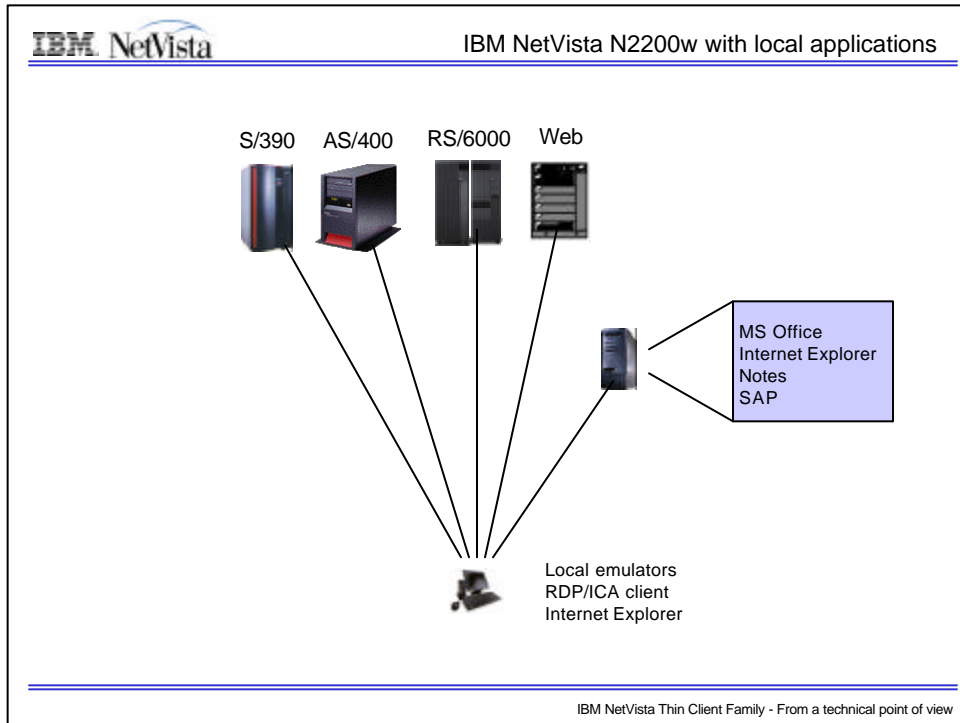 IBM NetVista
IBM NetVista N2200w with local applications
S/390 AS/400 RS/6000 Web
MS Office
Internet Explorer
Notes
SAP
Local emulators
RDP/ICA client
Internet Explorer
IBM NetVista Thin Client Family - From a technical point of view